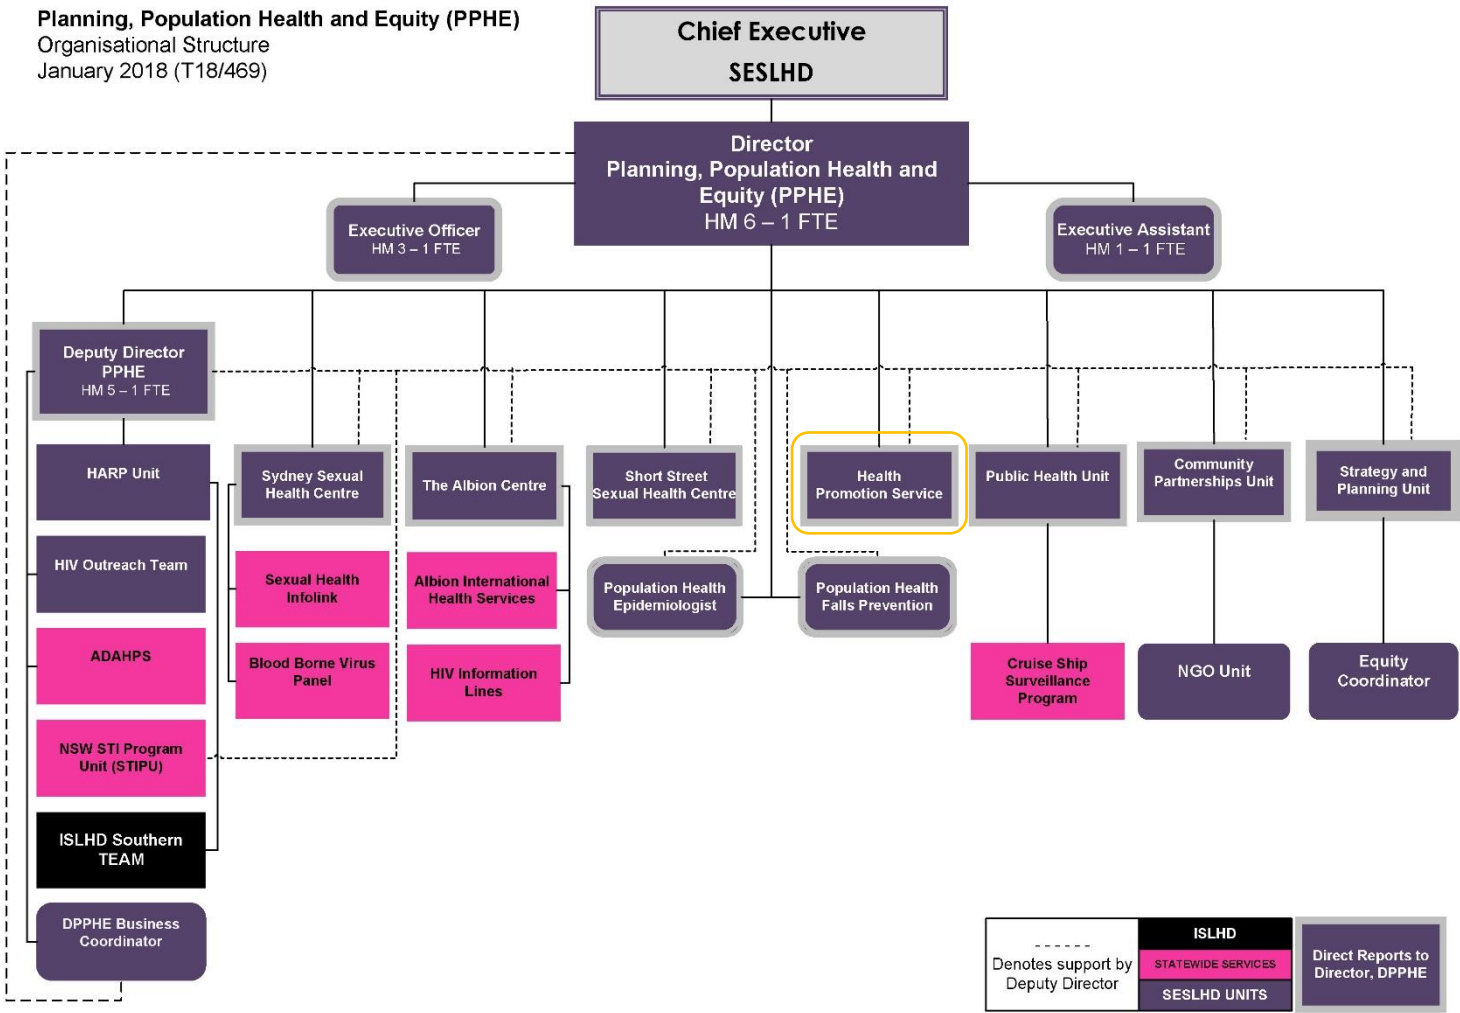 Planning, Population Health and Equity (PPHE)
Organisational Structure
January 2018 (T18/469)
Chief Executive
SESLHD
Director
Planning, Population Health and
Equity (PPHE)
HM 6 – 1 FTE
Executive Officer
HM 3 – 1 FTE
Executive Assistant
HM 1 – 1 FTE
Deputy Director
PPHE
HM 5 – 1 FTE
HARP Unit
HIV Outreach Team
ADAHPS
NSW STI Program
Unit (STIPU)
ISLHD Southern
TEAM
DPPHE Business
Coordinator
Sydney Sexual
Health Centre
Sexual Health
Infolink
Blood Borne Virus
Panel
The Albion Centre
Albion International
Health Services
HIV Information
Lines
Short Street
Sexual Health Centre
Population Health
Epidemiologist
Health
Promotion Service
Population Health
Falls Prevention
Public Health Unit
Cruise Ship
Surveillance
Program
Community
Partnerships Unit
NGO Unit
Strategy and
Planning Unit
Equity
Coordinator
Denotes support by
Deputy Director
ISLHD
STATEWIDE SERVICES
SESLHD UNITS
Direct Reports to
Director, DPPHE